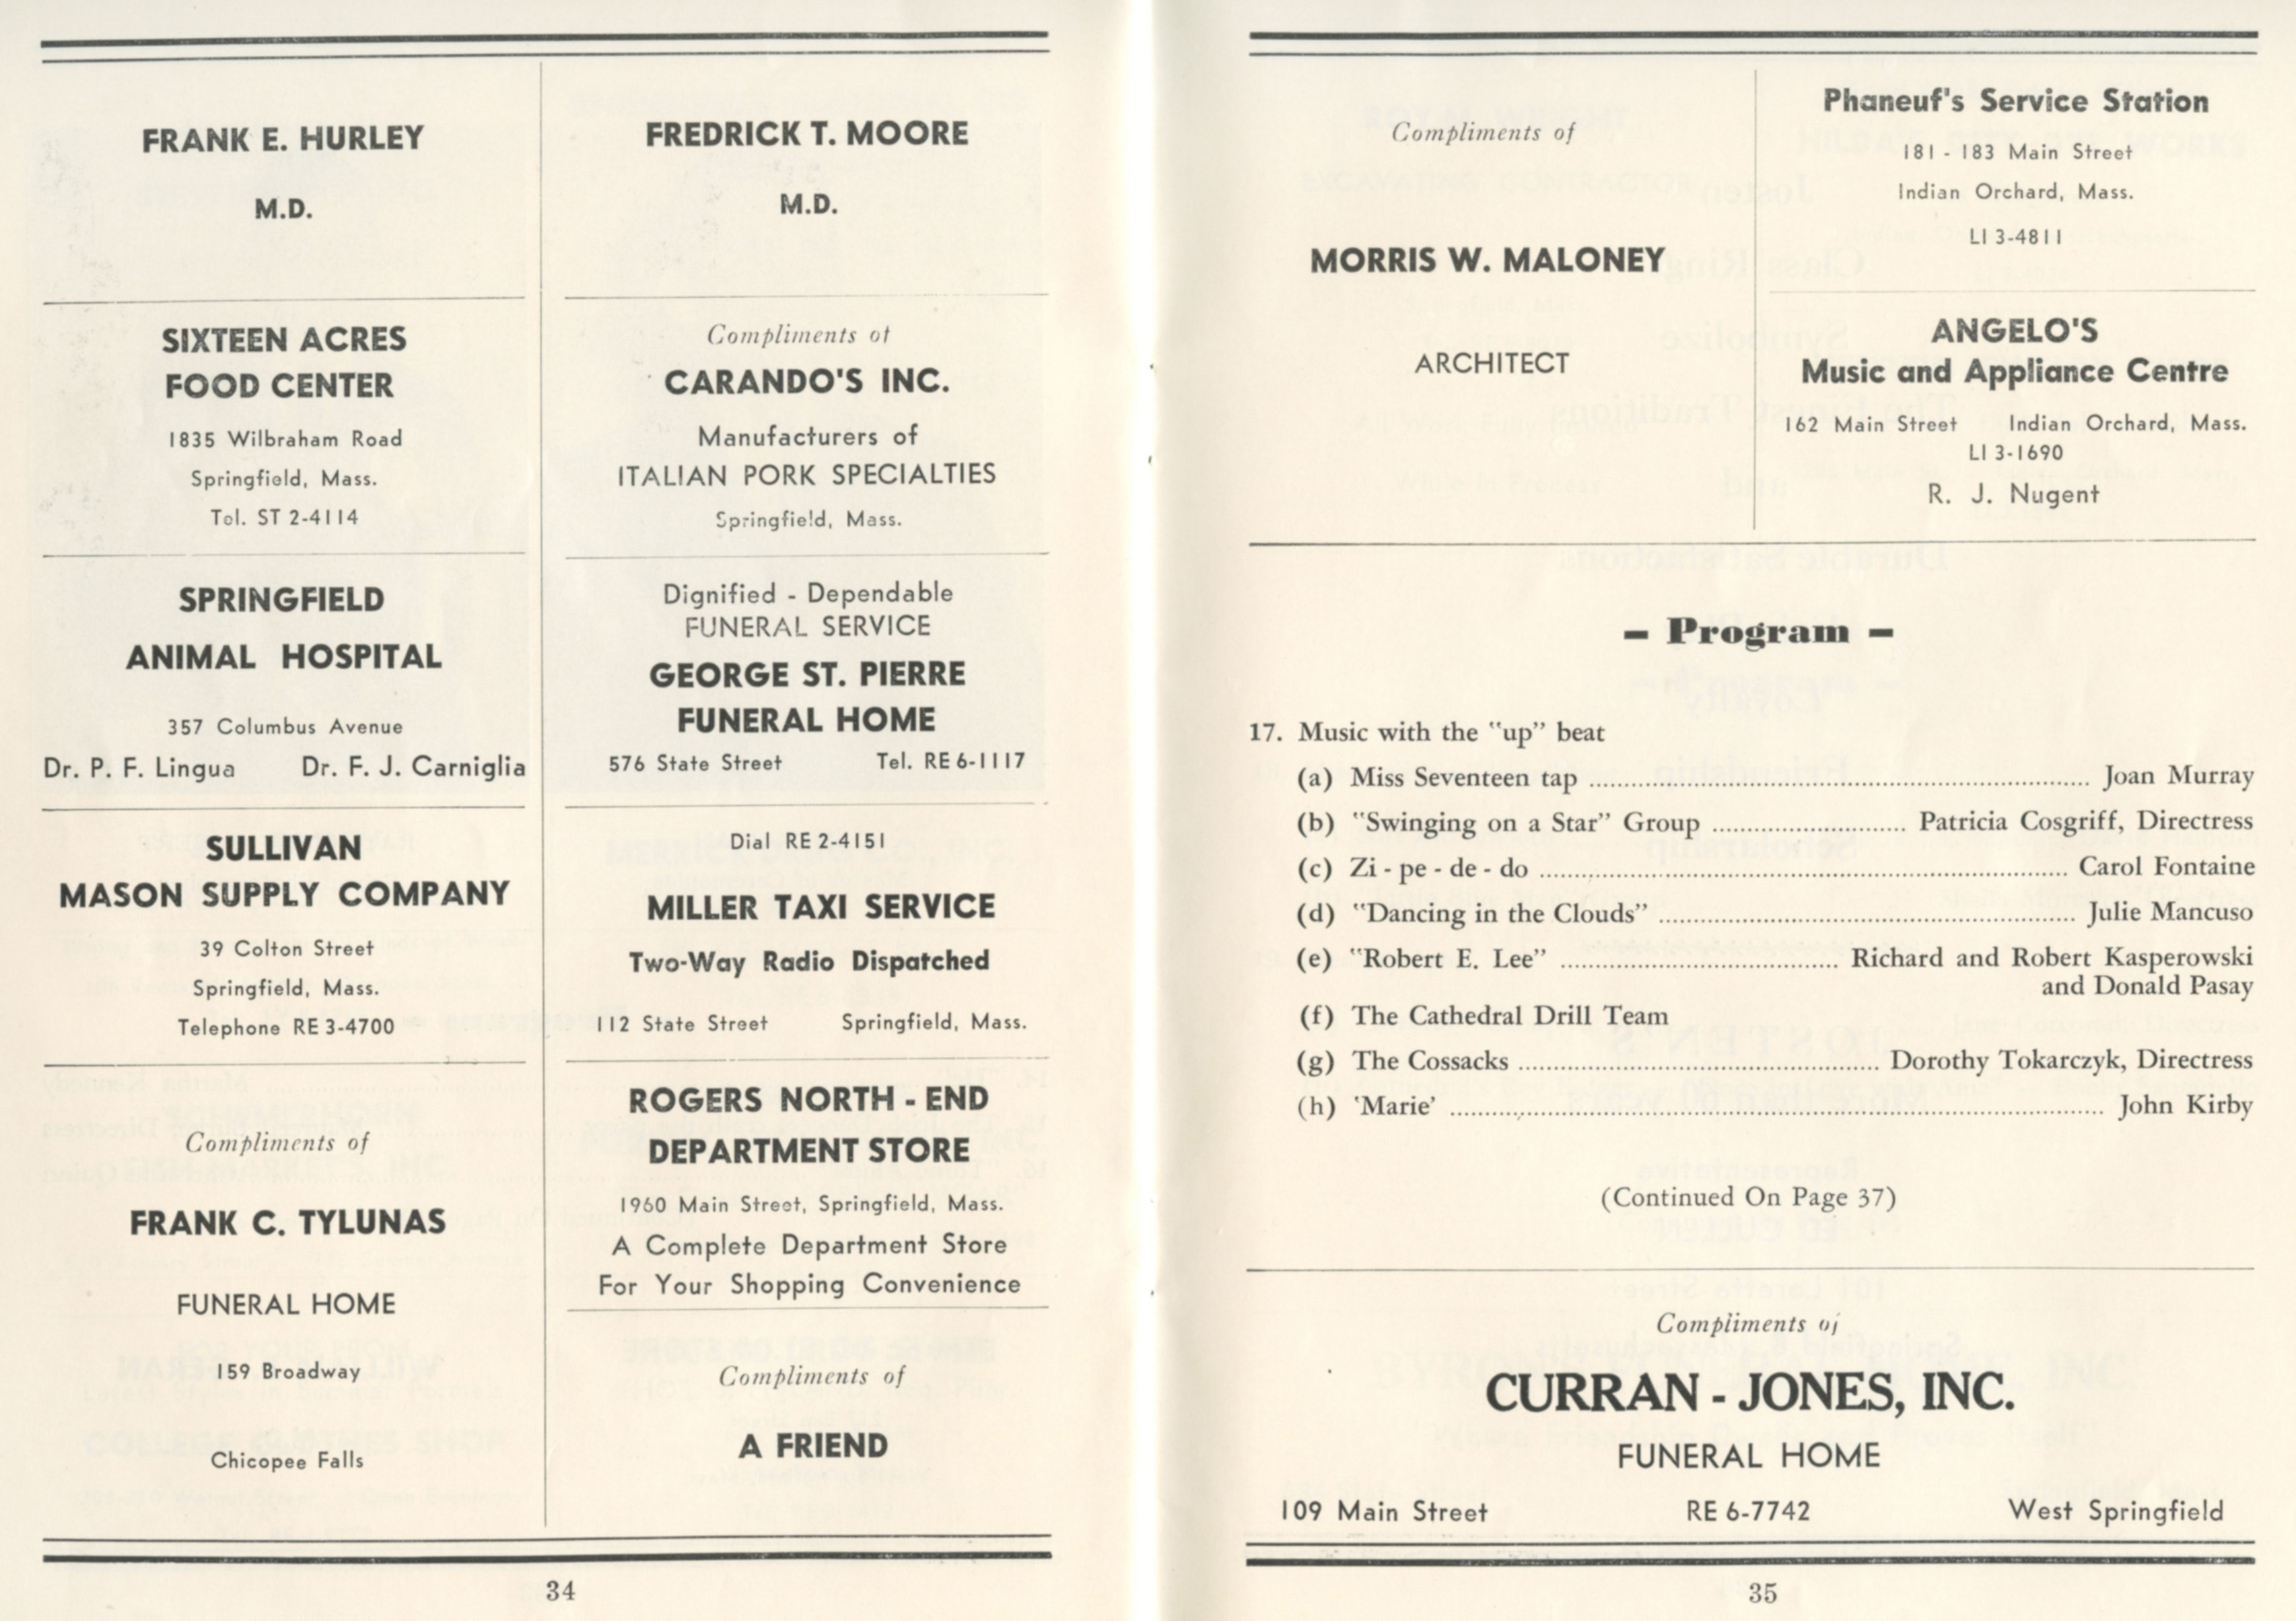 FRANK E. HURLEY
M.D.
SIXTEEN ACRES
FOOD CENTER
1835 Wilbraham Road
Springfield, Mass.
Tel. ST 2-4114
SPRINGFIELD
ANIMAL HOSPITAL
357 Columbus Avenue
Dr. P. F. Lingua Dr. F. J. Carniglia
SULLIVAN
MASON SUPPLY COMPANY
39 Colton Street
Springfield, Mass.
Telephone RE 3-4700
Compliments of
FRANK C. TYLUNAS
FUNERAL HOME
159 Broadway
Chicopee Falls
FREDRICK T. MOORE
M.D.
Compliments of
CARANDO'S INC.
Manufacturers of
ITALIAN PORK SPECIALTIES
Springfield, Mass.
Dignified - Dependable
FUNERAL SERVICE
GEORGE ST. PIERRE
FUNERAL HOME
576 State Street Tel. RE 6-1117
Dial RE 2-4151
MILLER TAXI SERVICE
Two-Way Radio Dispatched
112 State Street Springfield, Mass.
ROGERS NORTH - END
DEPARTMENT STORE
1960 Main Street, Springfield, Mass.
A Complete Department Store
For Your Shopping Convenience
Compliments of
A FRIEND
34
Compliments of
MORRIS W. MALONEY
ARCHITECT
Phaneuf's Service Station
181 - 183 Main Street
Indian Orchard, Mass.
LI 3-4811
ANGELO'S
Music and Appliance Centre
162 Main Street Indian Orchard, Mass.
LI 3-1690
R. J. Nugent
– Program –
17. Music with the "up" beat
(a) Miss Seventeen tap ........ Joan Murray
(b) "Swinging on a Star" Group ........ Patricia Cosgriff, Directress
(c) Zi - pe - de - do ........ Carol Fontaine
(d) "Dancing in the Clouds" ........ Julie Mancuso
(e) "Robert E. Lee" ........ Richard and Robert Kasperowski
and Donald Pasay
(f) The Cathedral Drill Team
(g) The Cossacks ........ Dorothy Tokarczyk, Directress
(h) 'Marie' ........ John Kirby
(Continued On Page 37)
Compliments of
CURRAN - JONES, INC.
FUNERAL HOME
109 Main Street RE 6-7742 West Springfield
35